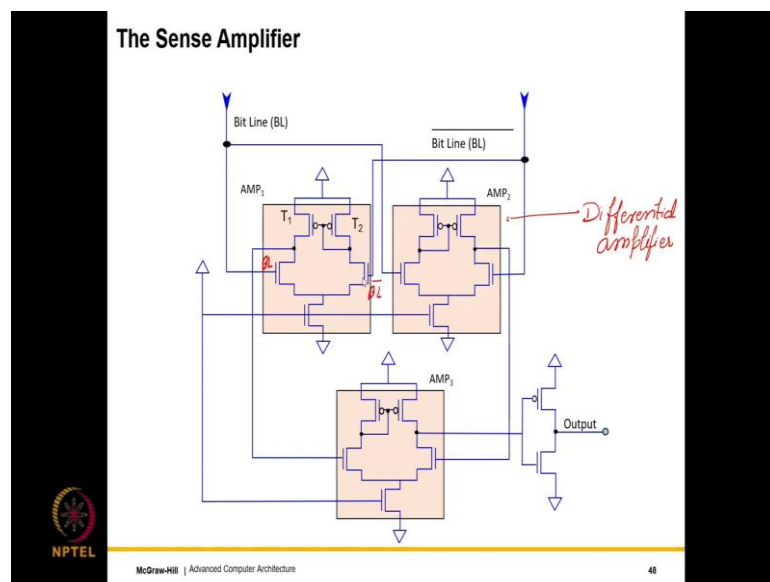 The Sense Amplifier
Bit Line (BL)
Bit Line (BL)
AMP₁
T₁
T₂
AMP₂
Differential
amplifier
BL
BL
AMP₃
Output
NPTEL
McGraw-Hill | Advanced Computer Architecture
48